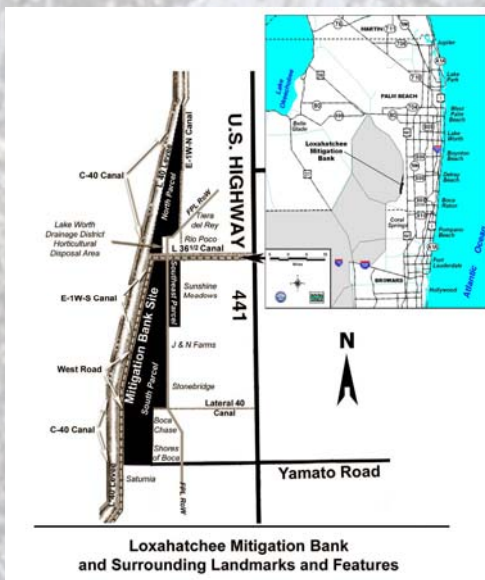 E-1W-N Canal
L 40 Levee
C-40 Canal
North Parcel
FPL RoW
Tiera
del Rey
Lake Worth
Drainage District
Horticultural
Disposal Area
Rio Poco
L 36½ Canal
U.S. HIGHWAY
441
Southeast Parcel
Sunshine
Meadows
E-1W-S Canal
Mitigation Bank Site
South Parcel
J & N Farms
West Road
Stonebridge
Lateral 40
Canal
C-40 Canal
Boca
Chase
Shores
of Boca
Yamato Road
Saturnia
FPL RoW
N
MARTIN
Jupiter
Lake
Okeechobee
Lake
Park
PALM BEACH
West
Palm
Beach
Belle
Glade
Lake
Worth
Loxahatchee
Mitigation
Bank
Boynton
Beach
Delray
Beach
Boca
Raton
Coral
Springs
Pompano
Beach
Fort
Lauderdale
BROWARD
Hollywood
Atlantic Ocean
Loxahatchee Mitigation Bank
and Surrounding Landmarks and Features